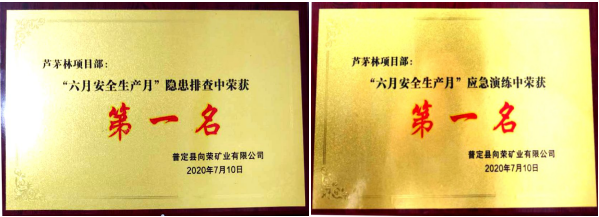 芦茅林项目部：
“六月安全生产月”隐患排查中荣获
第一名
普定县向荣矿业有限公司
2020年7月10日
芦茅林项目部：
“六月安全生产月”应急演练中荣获
第一名
普定县向荣矿业有限公司
2020年7月10日